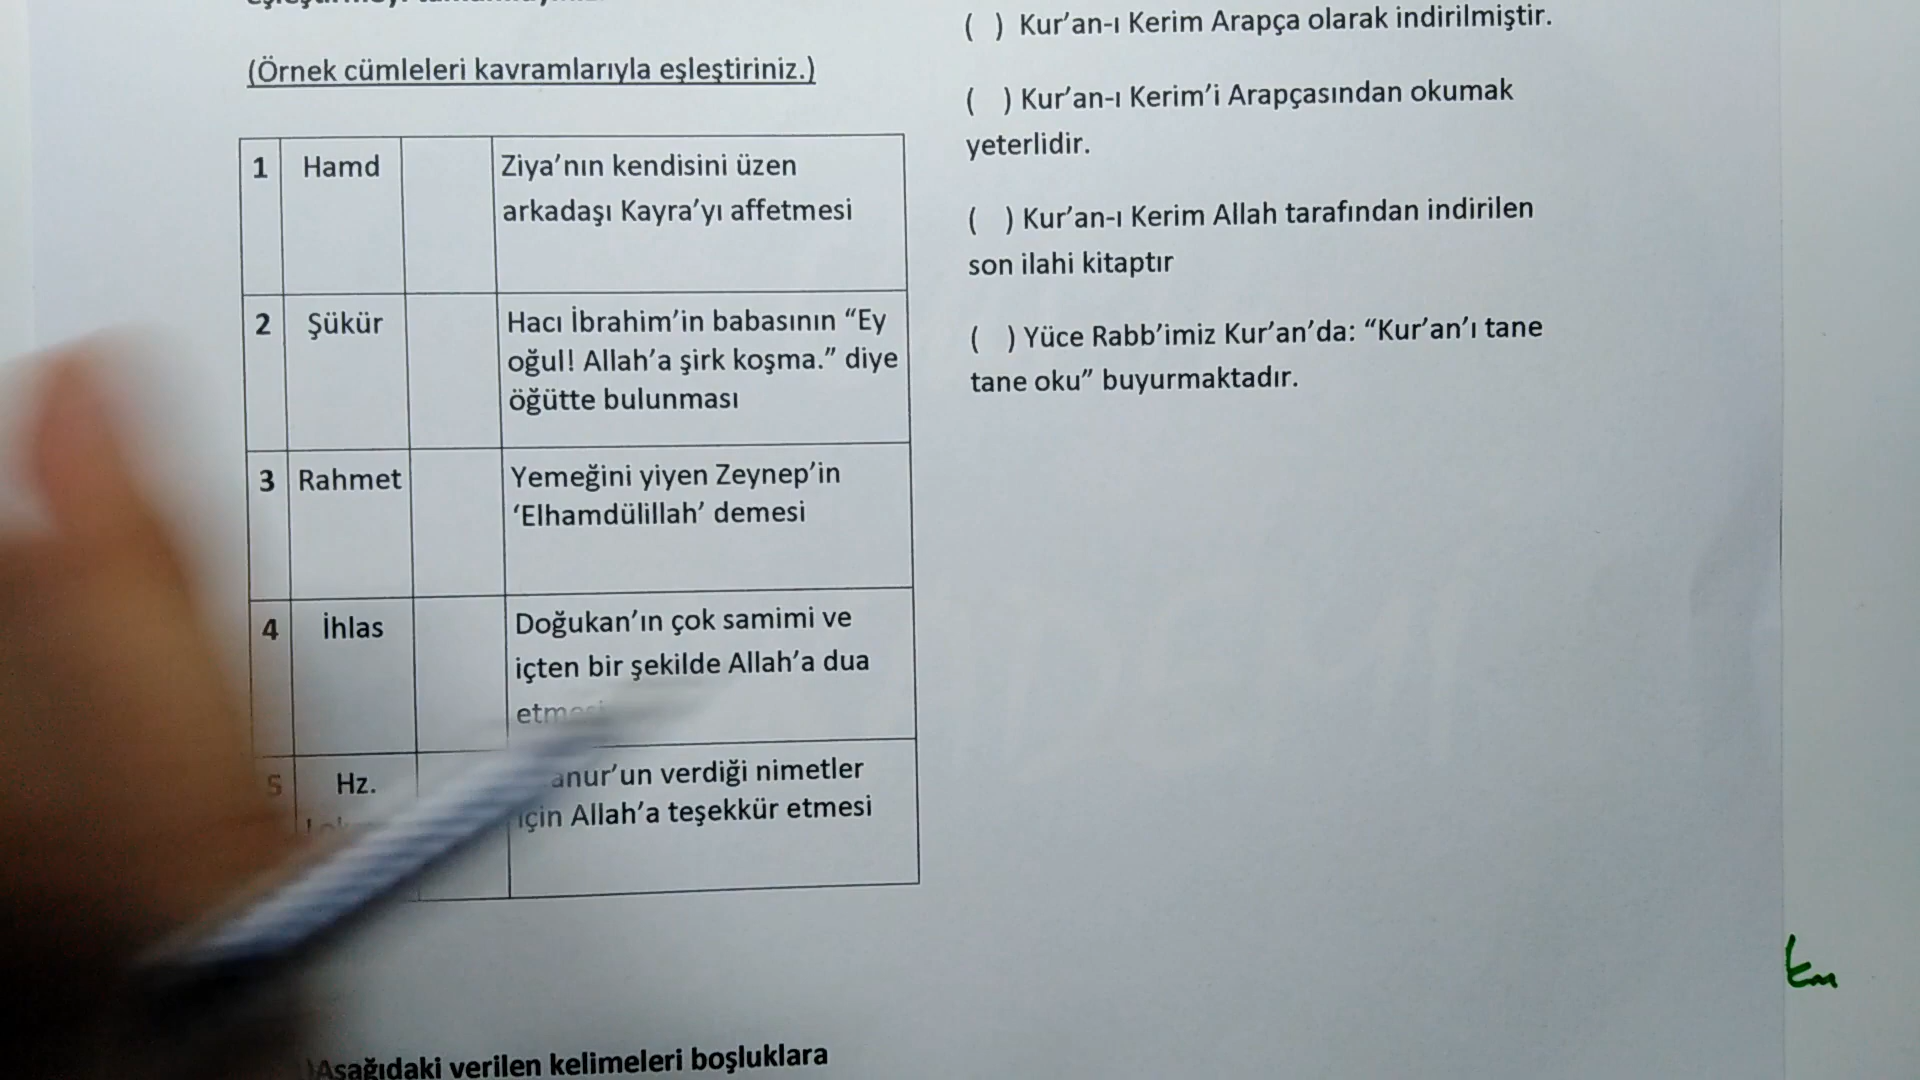 (Örnek cümleleri kavramlarıyla eşleştiriniz.)
1 Hamd Ziya’nın kendisini üzen
arkadaşı Kayra’yı affetmesi
2 Şükür Hacı İbrahim’in babasının “Ey
oğul! Allah’a şirk koşma.” diye
öğütte bulunması
3 Rahmet Yemeğini yiyen Zeynep’in
‘Elhamdülillah’ demesi
4 İhlas Doğukan’ın çok samimi ve
içten bir şekilde Allah’a dua
5 Hz. verdiği nimetler
için Allah’a teşekkür etmesi
Aşağıdaki verilen kelimeleri boşluklara
( ) Kur’an-ı Kerim Arapça olarak indirilmiştir.
( ) Kur’an-ı Kerim’i Arapçasından okumak
yeterlidir.
( ) Kur’an-ı Kerim Allah tarafından indirilen
son ilahi kitaptır
( ) Yüce Rabb’imiz Kur’an’da: “Kur’an’ı tane
tane oku” buyurmaktadır.